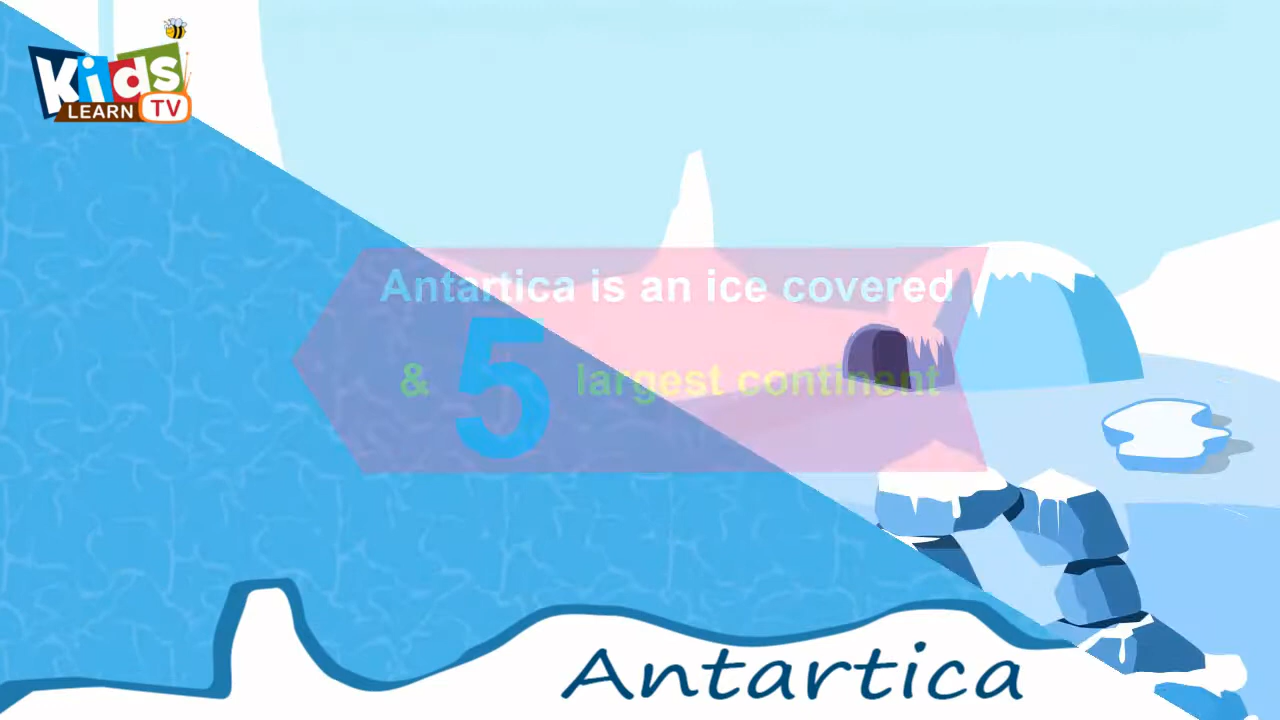 Kids
LEARN TV
Antartica is an ice covered
& 5 largest continent
Antartica